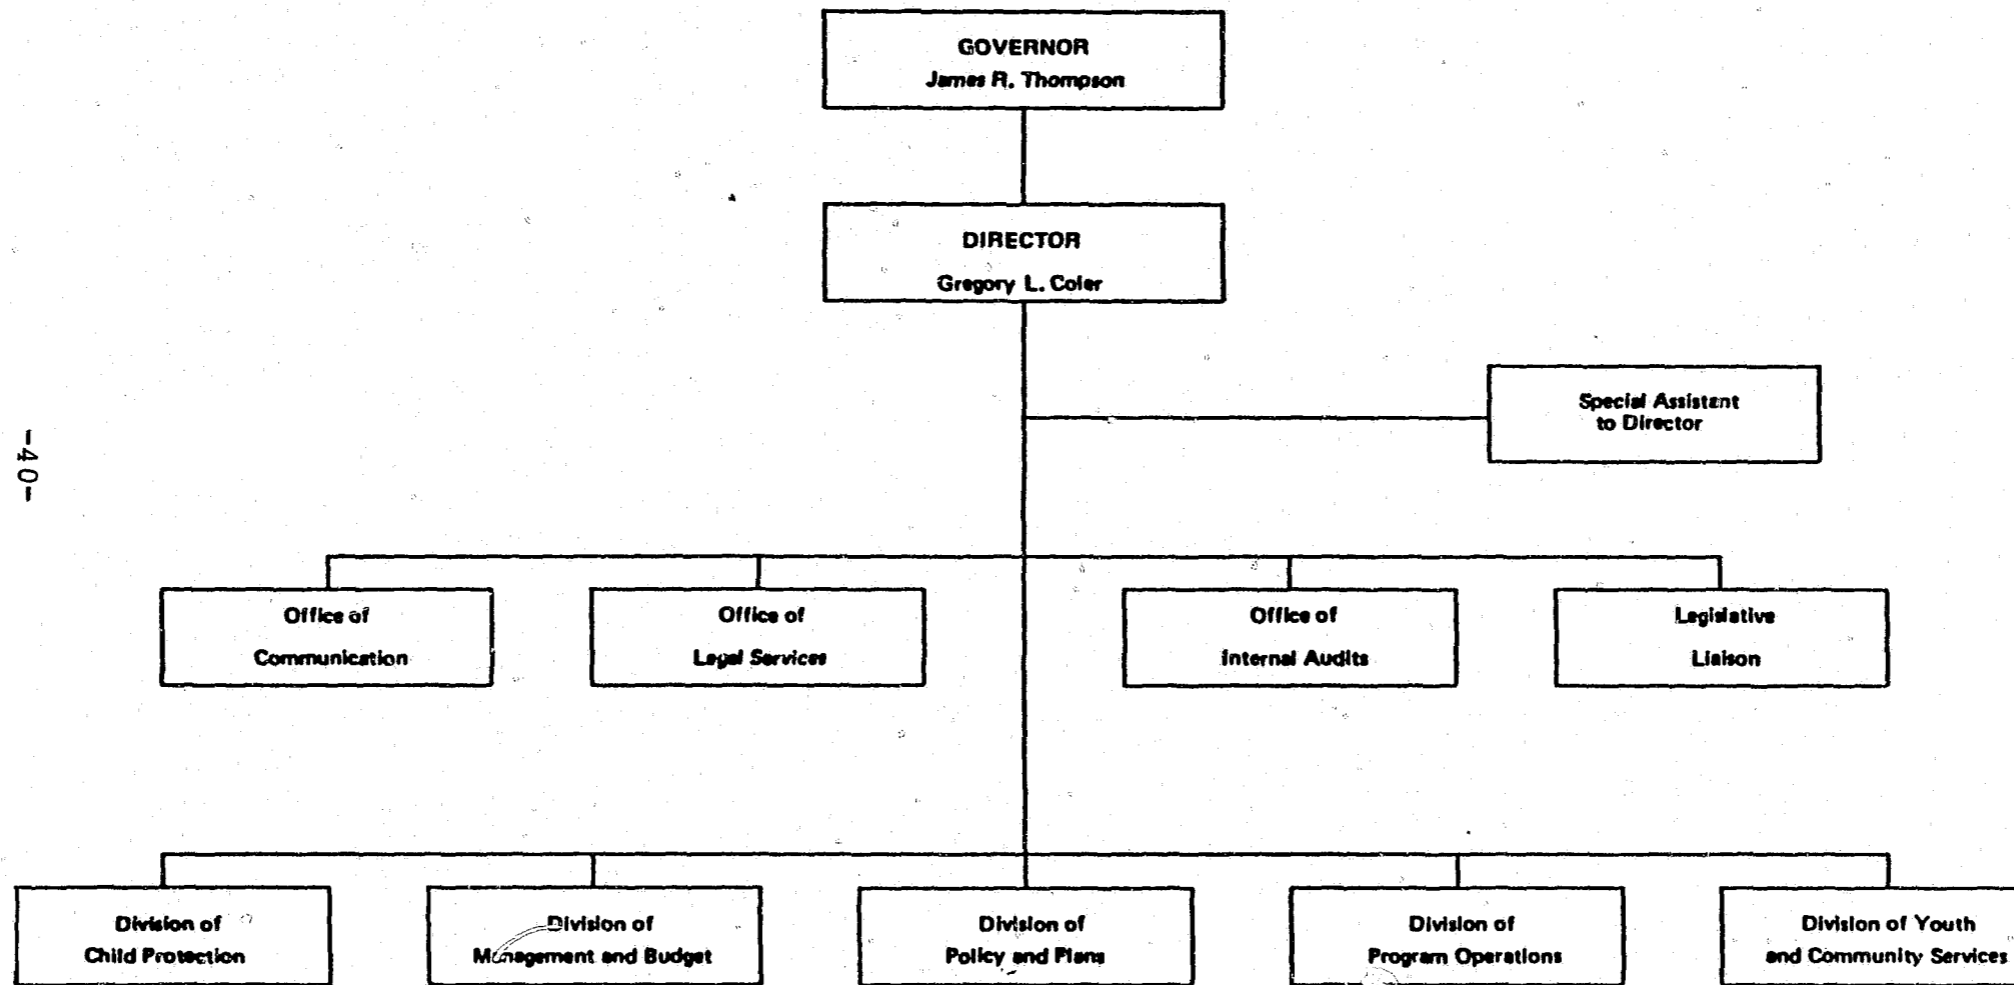 GOVERNOR
James R. Thompson
DIRECTOR
Gregory L. Coler
Special Assistant
to Director
-40-
Office of
Communication
Office of
Legal Services
Office of
Internal Audits
Legislative
Liaison
Division of
Child Protection
Division of
Management and Budget
Division of
Policy and Plans
Division of
Program Operations
Division of Youth
and Community Services